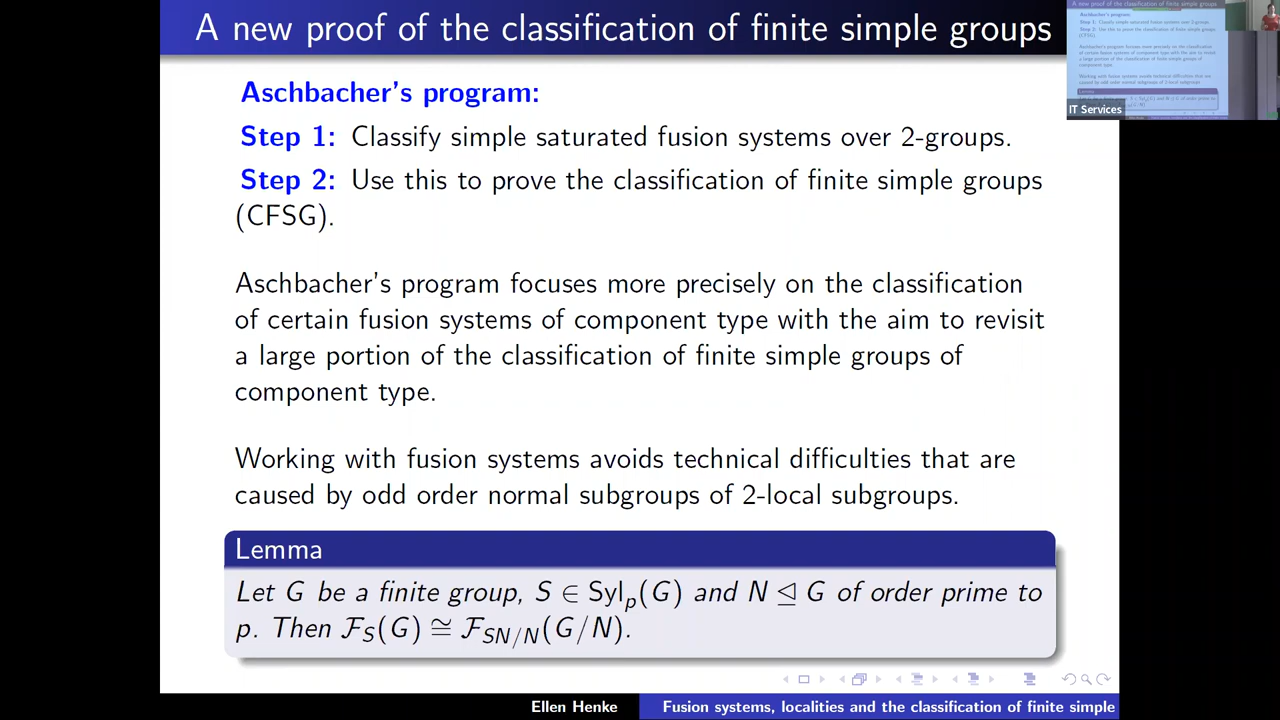 A new proof of the classification of finite simple groups
Aschbacher's program:
Step 1: Classify simple saturated fusion systems over 2-groups.
Step 2: Use this to prove the classification of finite simple groups
(CFSG).
Aschbacher's program focuses more precisely on the classification
of certain fusion systems of component type with the aim to revisit
a large portion of the classification of finite simple groups of
component type.
Working with fusion systems avoids technical difficulties that are
caused by odd order normal subgroups of 2-local subgroups.
Lemma
Let G be a finite group, S ∈ Syl_p(G) and N ⊴ G of order prime to
p. Then 𝓕_S(G) ≅ 𝓕_{SN/N}(G/N).
Ellen Henke
Fusion systems, localities and the classification of finite simple
IT Services